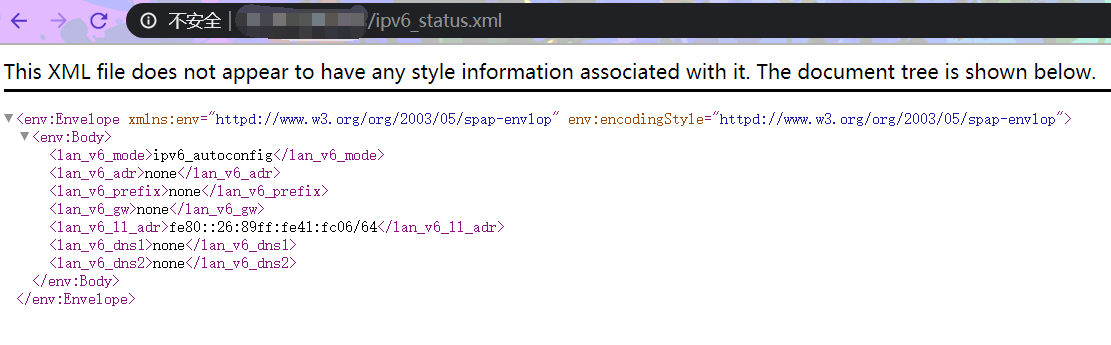 不安全 | /ipv6_status.xml
This XML file does not appear to have any style information associated with it. The document tree is shown below.
<env:Envelope xmlns:env="httpd://www.w3.org/org/2003/05/spap-envlop" env:encodingStyle="httpd://www.w3.org/org/2003/05/spap-envlop">
<env:Body>
<lan_v6_mode>ipv6_autoconfig</lan_v6_mode>
<lan_v6_adr>none</lan_v6_adr>
<lan_v6_prefix>none</lan_v6_prefix>
<lan_v6_gw>none</lan_v6_gw>
<lan_v6_ll_adr>fe80::26:89ff:fe41:fc06/64</lan_v6_ll_adr>
<lan_v6_dns1>none</lan_v6_dns1>
<lan_v6_dns2>none</lan_v6_dns2>
</env:Body>
</env:Envelope>